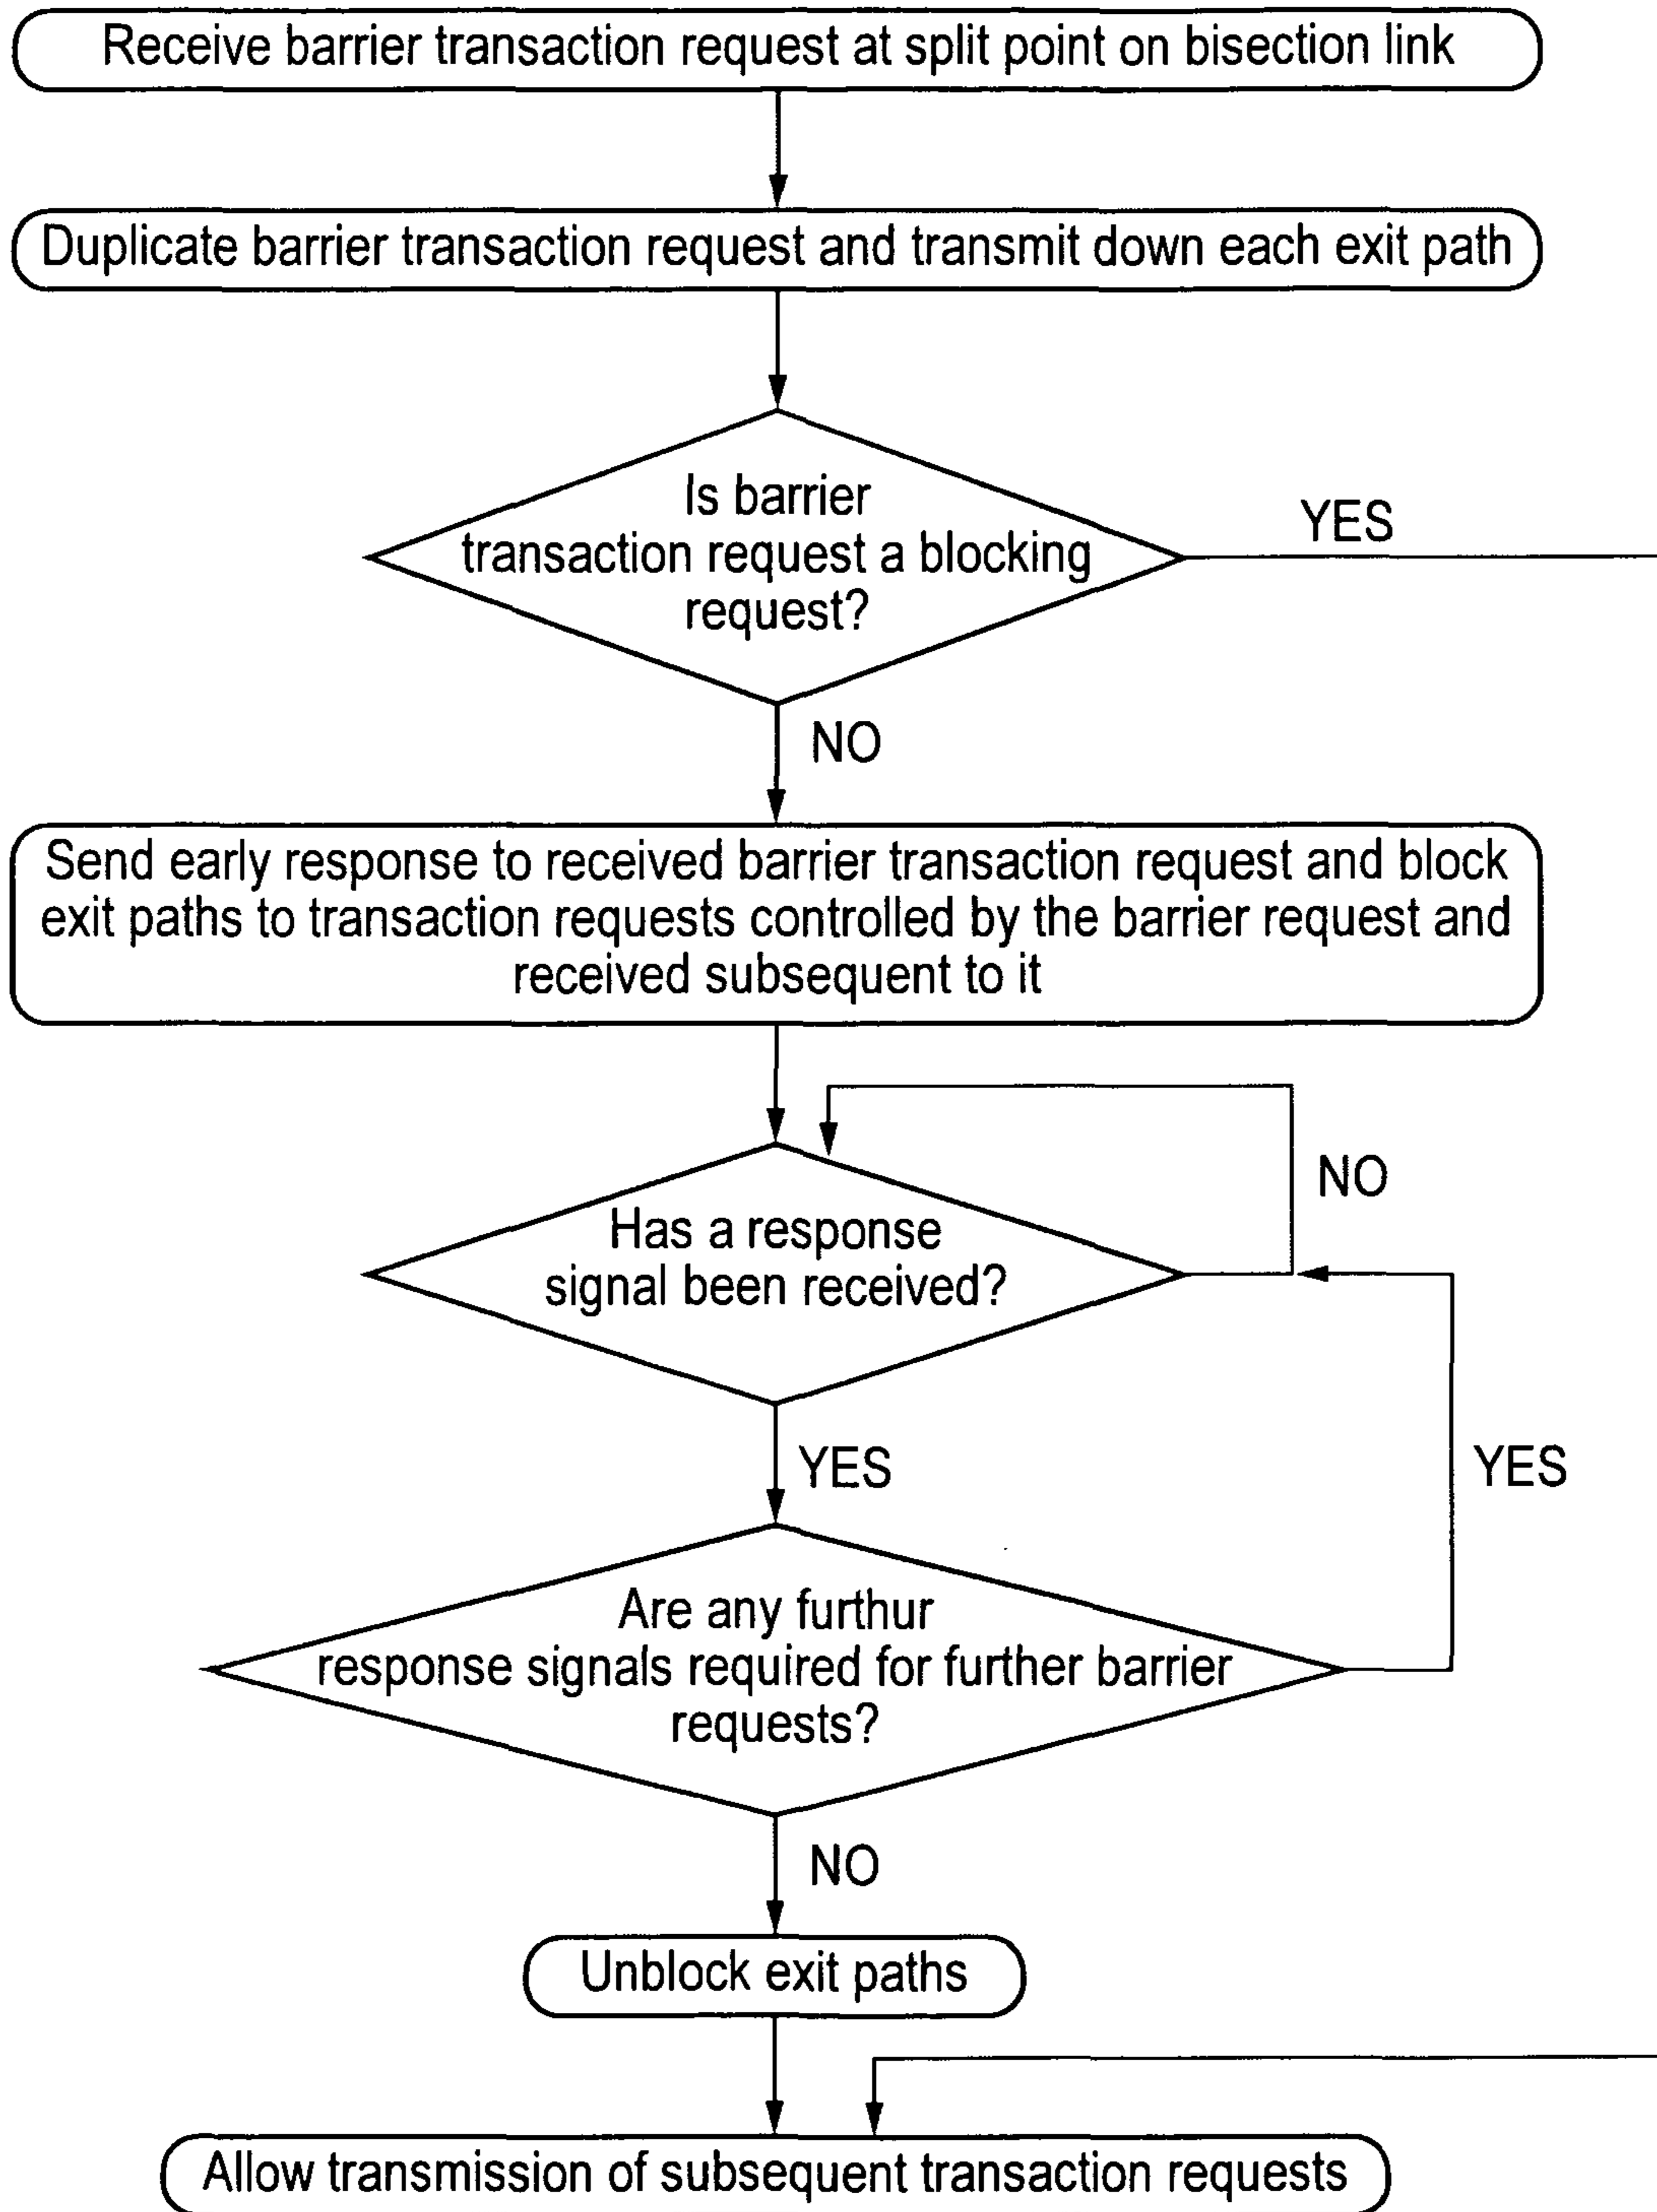 Receive barrier transaction request at split point on bisection link
Duplicate barrier transaction request and transmit down each exit path
Is barrier
transaction request a blocking
request?
YES
NO
Send early response to received barrier transaction request and block
exit paths to transaction requests controlled by the barrier request and
received subsequent to it
NO
Has a response
signal been received?
YES
YES
Are any furthur
response signals required for further barrier
requests?
NO
Unblock exit paths
Allow transmission of subsequent transaction requests